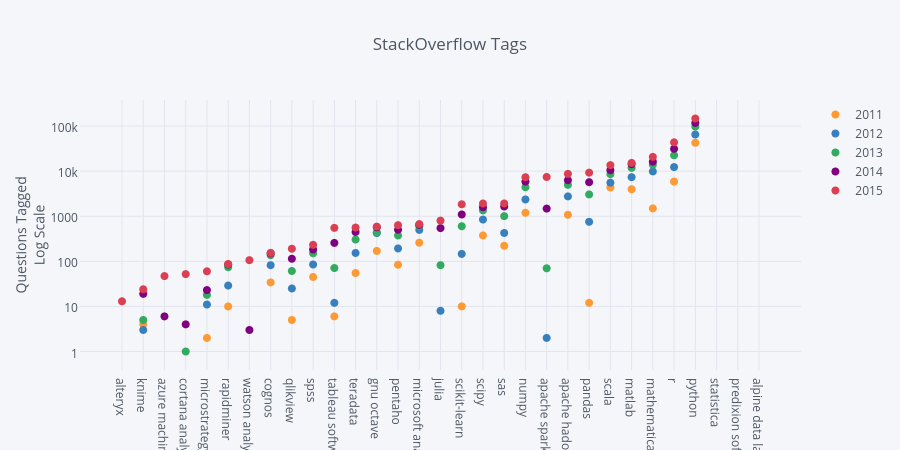 StackOverflow Tags
Questions Tagged
Log Scale
100k
10k
1000
100
10
1
alteryx
knime
azure machin
cortana analy
microstrateg
rapidminer
watson analy
cognos
qlikview
spss
tableau softw
teradata
gnu octave
pentaho
microsoft ana
julia
scikit-learn
scipy
sas
numpy
apache spark
apache hado
pandas
scala
matlab
mathematica
r
python
statistica
predixion sof
alpine data la
2011
2012
2013
2014
2015